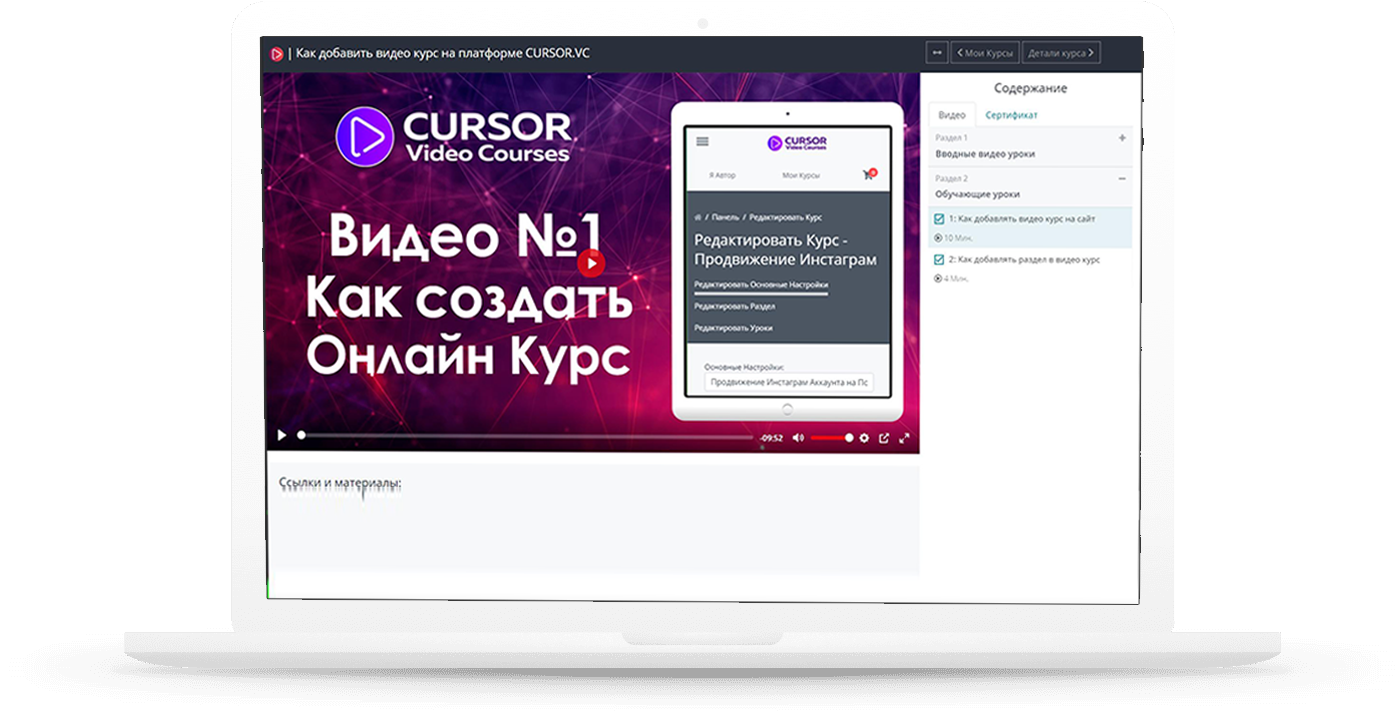 | Как добавить видео курс на платформе CURSOR.VC
Мои Курсы
Детали курса
CURSOR
Video Courses
Видео №1
Как создать
Онлайн Курс
CURSOR
Video Courses
Я Автор
Мои Курсы
0
/ Панель / Редактировать Курс
Редактировать Курс -
Продвижение Инстаграм
Редактировать Основные Настройки
Редактировать Раздел
Редактировать Уроки
Основные Настройки:
Продвижение Инстаграм Аккаунта на Пс
-09:52
Содержание
Видео
Сертификат
Раздел 1
Вводные видео уроки
Раздел 2
Обучающие уроки
1: Как добавлять видео курс на сайт
10 Мин.
2: Как добавлять раздел в видео курс
4 Мин.
Ссылки и материалы: